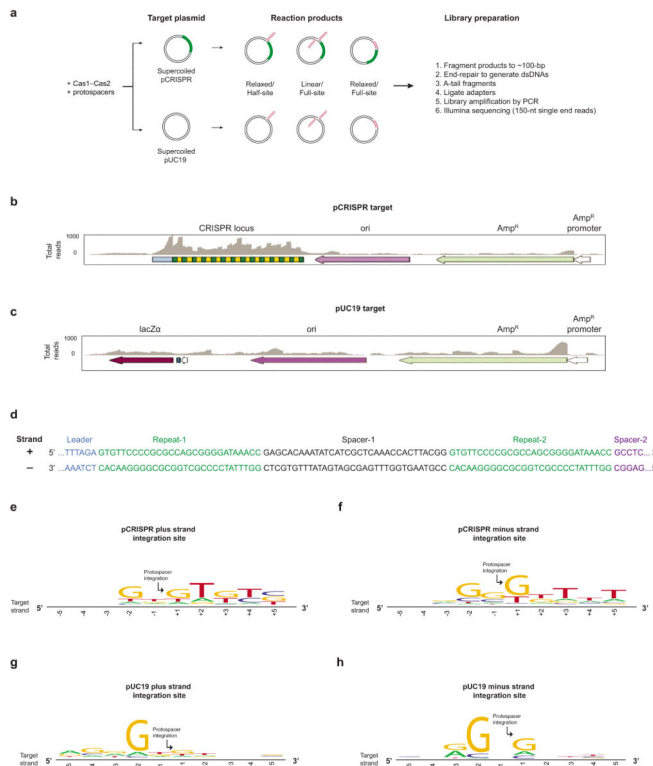 a
Target plasmid
Reaction products
Library preparation
+ Cas1–Cas2
+ protospacers
Supercoiled
pCRISPR
Relaxed/
Half-site
Linear/
Full-site
Relaxed/
Full-site
Supercoiled
pUC19
1. Fragment products to ~100-bp
2. End-repair to generate dsDNAs
3. A-tail fragments
4. Ligate adapters
5. Library amplification by PCR
6. Illumina sequencing (150-nt single end reads)
b
pCRISPR target
Total
reads
1000
0
CRISPR locus
ori
AmpR
AmpR
promoter
c
pUC19 target
Total
reads
1000
0
lacZα
ori
AmpR
AmpR
promoter
d
Strand Leader Repeat-1 Spacer-1 Repeat-2 Spacer-2
+ 5' ...TTTAGA GTGTTCCCCGCGCCAGCGGGGATAAACC GAGCACAAATATCATCGCTCAAACCACTTACGG GTGTTCCCCGCGCCAGCGGGGATAAACC GCCTC...
– 3' ...AAATCT CACAAGGGGCGCGGTCGCCCCTATTTGG CTCGTGTTTATAGTAGCGAGTTTGGTGAATGCC CACAAGGGGCGCGGTCGCCCCTATTTGG CGGAG...
e
pCRISPR plus strand
integration site
Protospacer
integration
Target
strand
5'
-5 -4 -3 -2 -1 +1 +2 +3 +4 +5
3'
f
pCRISPR minus strand
integration site
Protospacer
integration
Target
strand
5'
-5 -4 -3 -2 -1 +1 +2 +3 +4 +5
3'
g
pUC19 plus strand
integration site
Protospacer
integration
Target
strand
5'
3'
h
pUC19 minus strand
integration site
Protospacer
integration
Target
strand
5'
3'